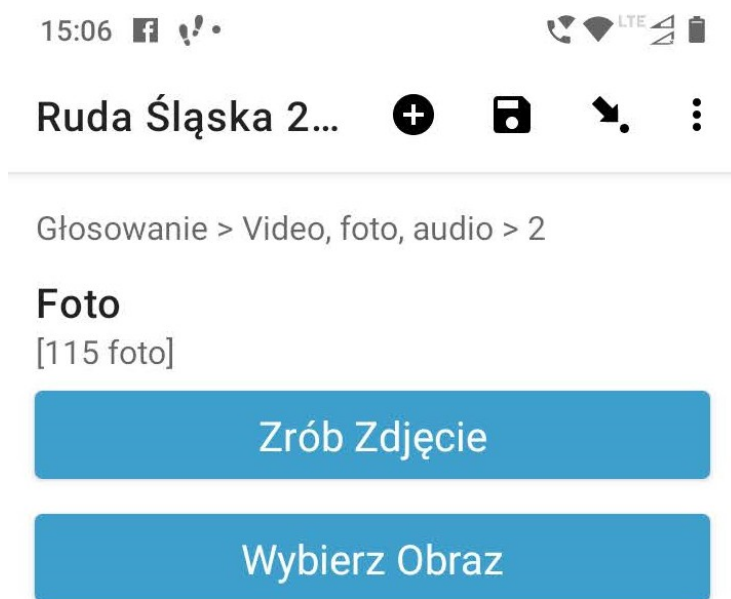 15:06
LTE
Ruda Śląska 2...
Głosowanie > Video, foto, audio > 2
Foto
[115 foto]
Zrób Zdjęcie
Wybierz Obraz